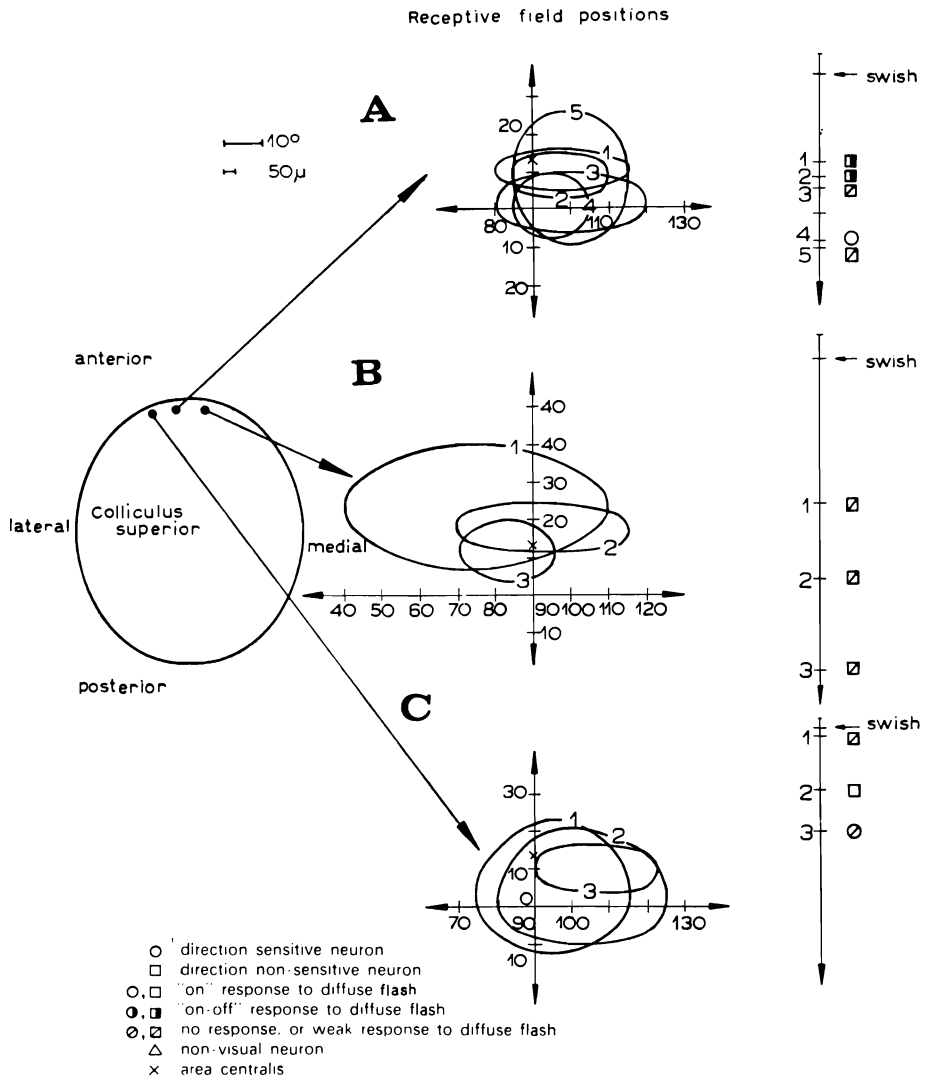 Receptive field positions
A
10°
50µ
20
5
1
3
2
4
80
110
130
10
20
swish
1
2
3
4
5
anterior
lateral
Colliculus
superior
medial
posterior
B
40
1
40
30
20
2
3
40 50 60 70 80 90 100 110 120
10
swish
1
2
3
C
30
1
2
10
3
0
70 90 100 130
10
swish
1
2
3
direction sensitive neuron
direction non-sensitive neuron
, "on" response to diffuse flash
, "on-off" response to diffuse flash
, no response, or weak response to diffuse flash
non-visual neuron
× area centralis